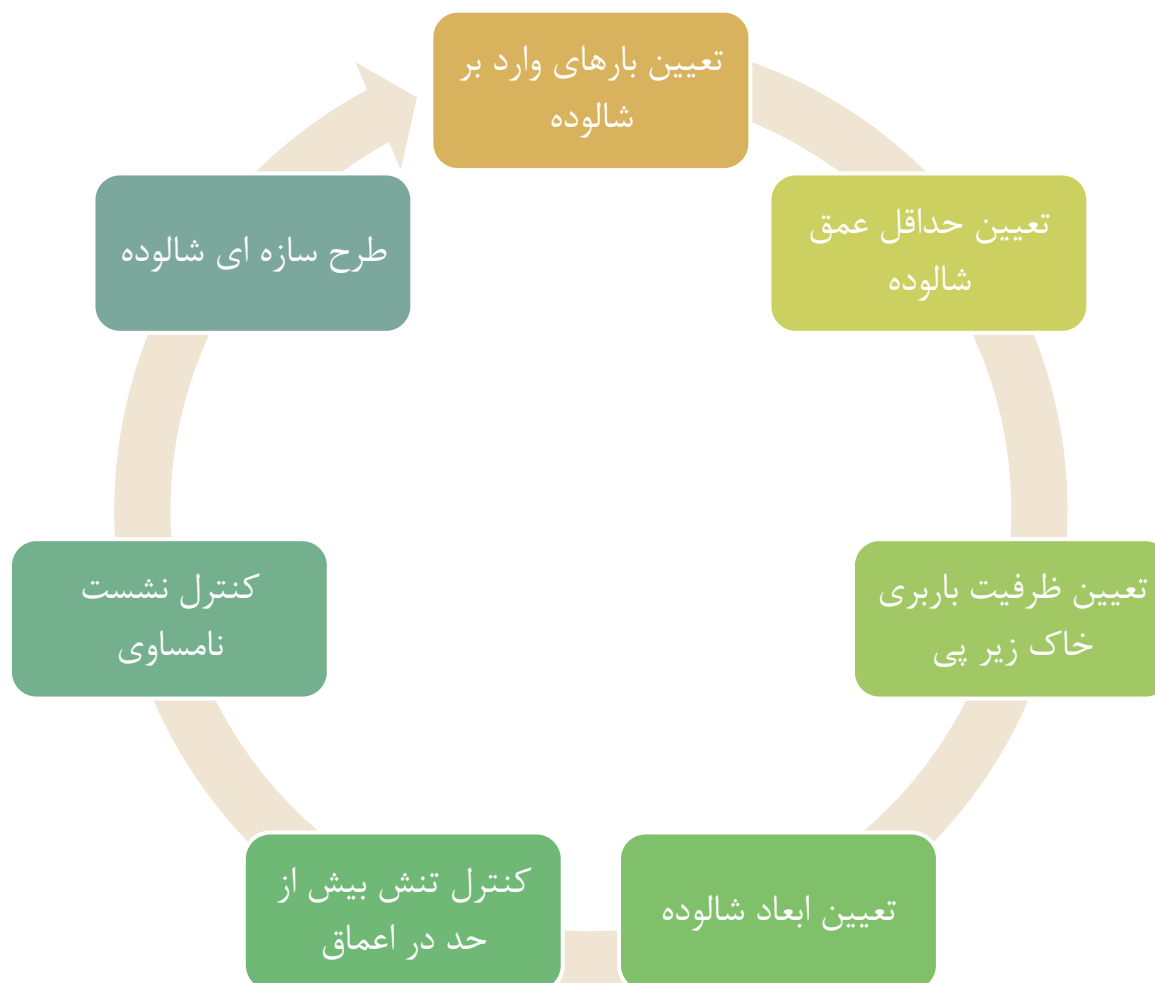 تعیین بارهای وارد بر
شالوده
تعیین حداقل عمق
شالوده
تعیین ظرفیت باربری
خاک زیر پی
تعیین ابعاد شالوده
کنترل تنش بیش از
حد در اعماق
کنترل نشست
نامساوی
طرح سازه ای شالوده